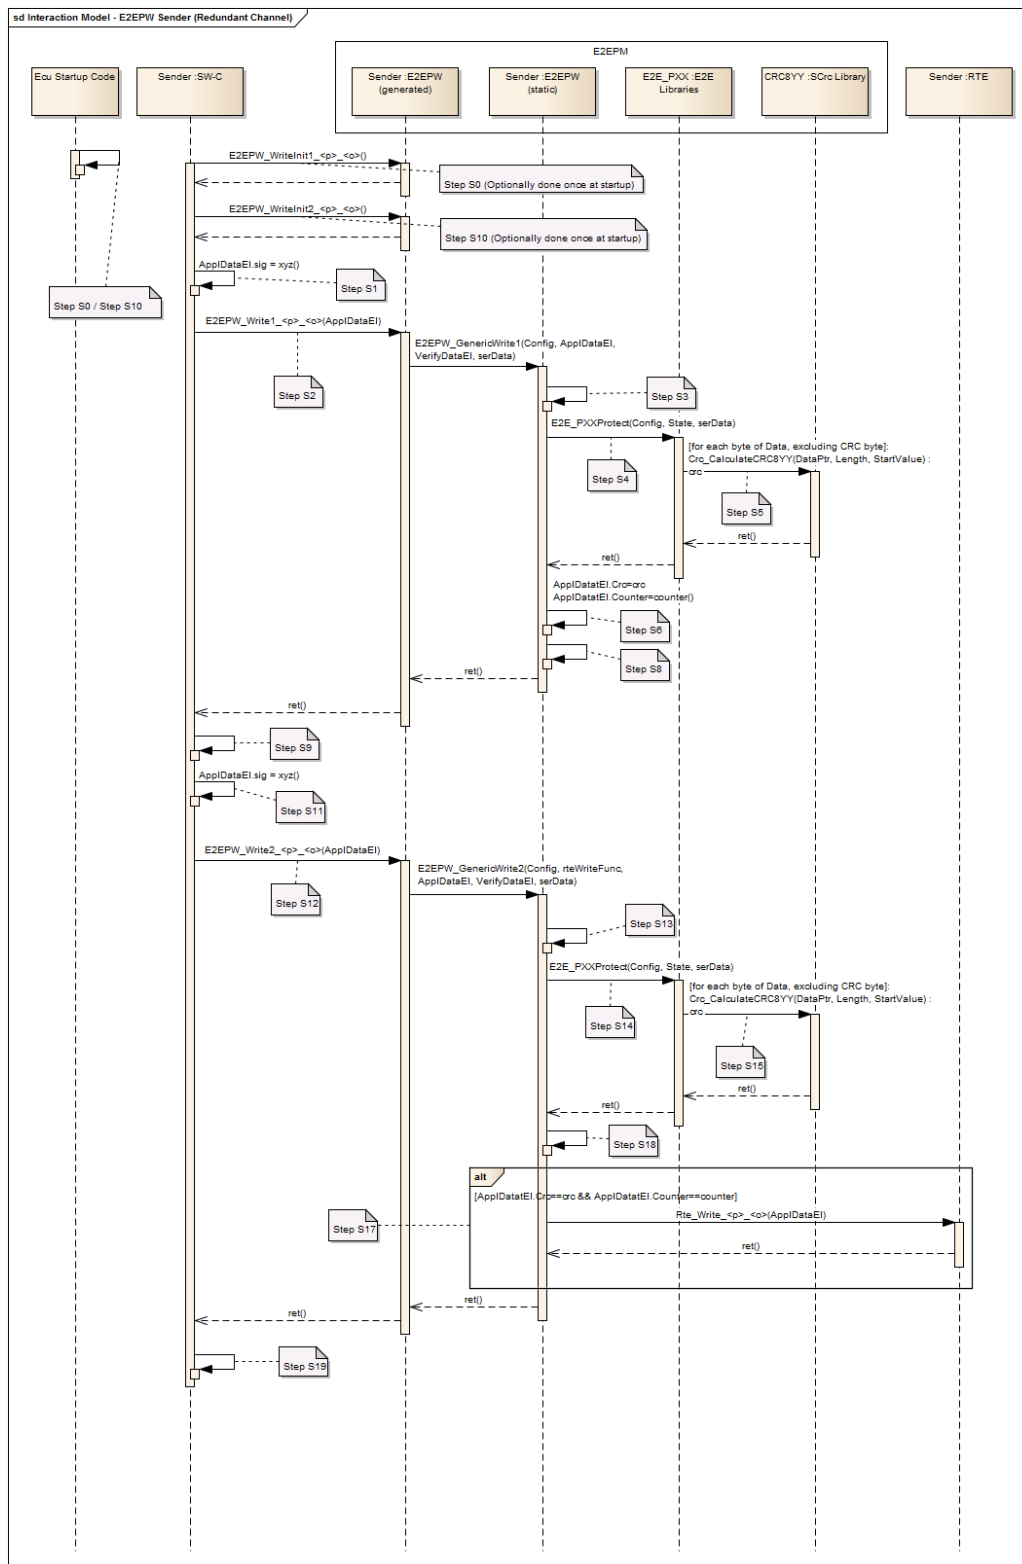 sd Interaction Model - E2EPW Sender (Redundant Channel)
E2EPM
Ecu Startup Code
Sender :SW-C
Sender :E2EPW
(generated)
Sender :E2EPW
(static)
E2E_PXX :E2E
Libraries
CRC8YY :SCrc Library
Sender :RTE
E2EPW_WriteInit1_<p>_<o>()
Step S0 (Optionally done once at startup)
E2EPW_WriteInit2_<p>_<o>()
Step S10 (Optionally done once at startup)
ApplDataEl.sig = xyz()
Step S1
Step S0 / Step S10
E2EPW_Write1_<p>_<o>(ApplDataEl)
E2EPW_GenericWrite1(Config, ApplDataEl,
VerifyDataEl, serData)
Step S2
Step S3
E2E_PXXProtect(Config, State, serData)
[for each byte of Data, excluding CRC byte]:
Crc_CalculateCRC8YY(DataPtr, Length, StartValue) :
crc
Step S4
Step S5
ret()
ret()
ApplDatatEl.Crc=crc
ApplDatatEl.Counter=counter()
Step S6
Step S8
ret()
ret()
Step S9
ApplDataEl.sig = xyz()
Step S11
E2EPW_Write2_<p>_<o>(ApplDataEl)
E2EPW_GenericWrite2(Config, rteWriteFunc,
ApplDataEl, VerifyDataEl, serData)
Step S12
Step S13
E2E_PXXProtect(Config, State, serData)
[for each byte of Data, excluding CRC byte]:
Crc_CalculateCRC8YY(DataPtr, Length, StartValue) :
crc
Step S14
Step S15
ret()
ret()
Step S18
alt
[ApplDatatEl.Crc==crc && ApplDatatEl.Counter==counter]
Rte_Write_<p>_<o>(ApplDataEl)
Step S17
ret()
ret()
ret()
Step S19